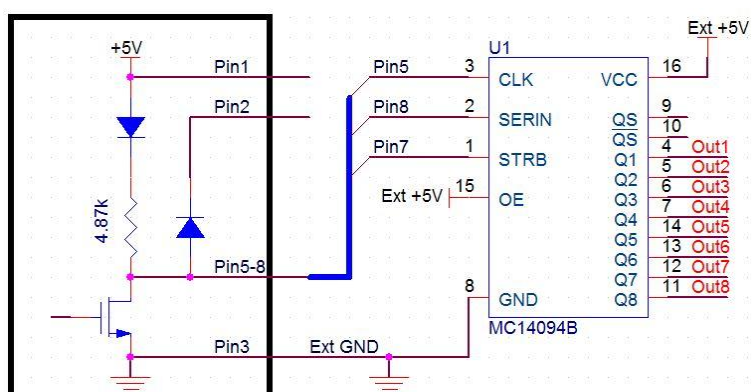 Ext +5V
+5V
U1
Pin1
Pin5 3 CLK VCC 16
Pin2
Pin8 2 SERIN QS 9
QS 10
Pin7 1 STRB Q1 4 Out1
Q2 5 Out2
Ext +5V 15 OE Q3 6 Out3
Q4 7 Out4
4.87k
Q5 14 Out5
Q6 13 Out6
Pin5-8 Q7 12 Out7
8 GND Q8 11 Out8
MC14094B
Pin3 Ext GND